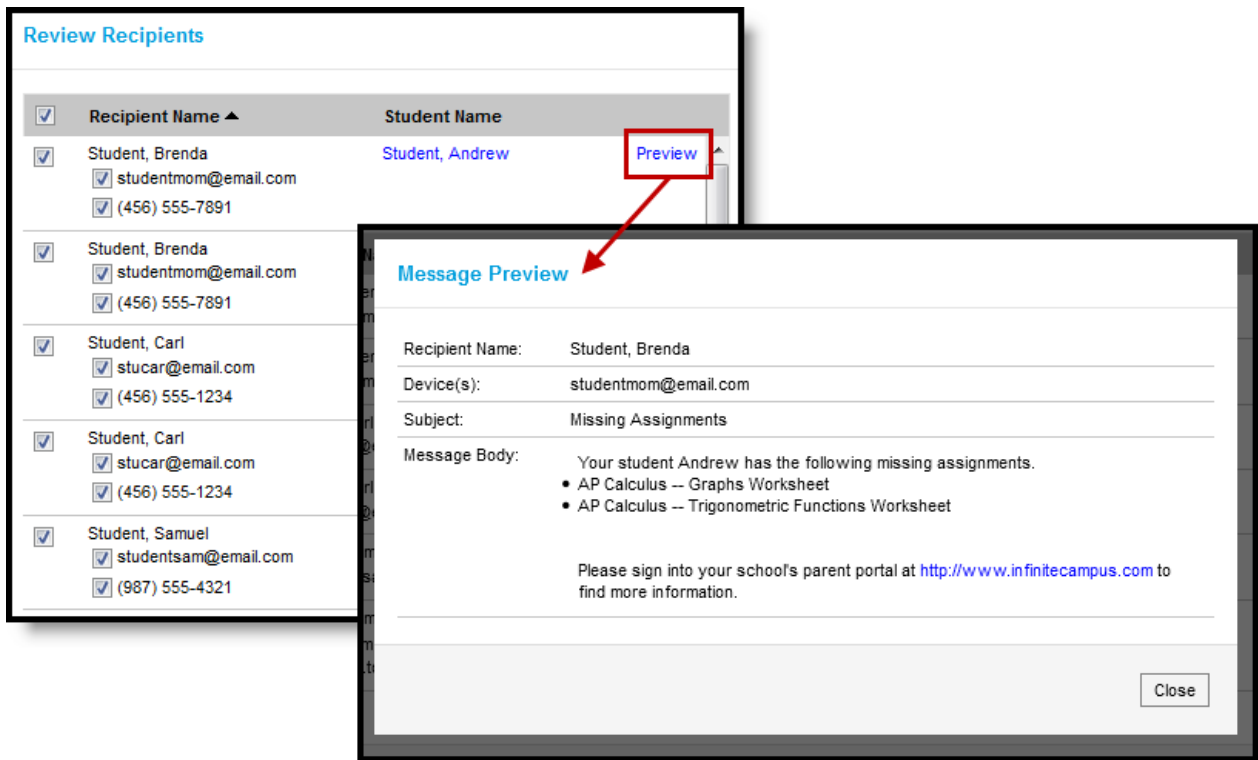 Review Recipients
Recipient Name ▲ Student Name
Student, Brenda Student, Andrew Preview
studentmom@email.com
(456) 555-7891
Student, Brenda
studentmom@email.com
(456) 555-7891
Student, Carl
stucar@email.com
(456) 555-1234
Student, Carl
stucar@email.com
(456) 555-1234
Student, Samuel
studentsam@email.com
(987) 555-4321
Message Preview
Recipient Name: Student, Brenda
Device(s): studentmom@email.com
Subject: Missing Assignments
Message Body: Your student Andrew has the following missing assignments.
• AP Calculus -- Graphs Worksheet
• AP Calculus -- Trigonometric Functions Worksheet
Please sign into your school's parent portal at http://www.infinitecampus.com to
find more information.
Close